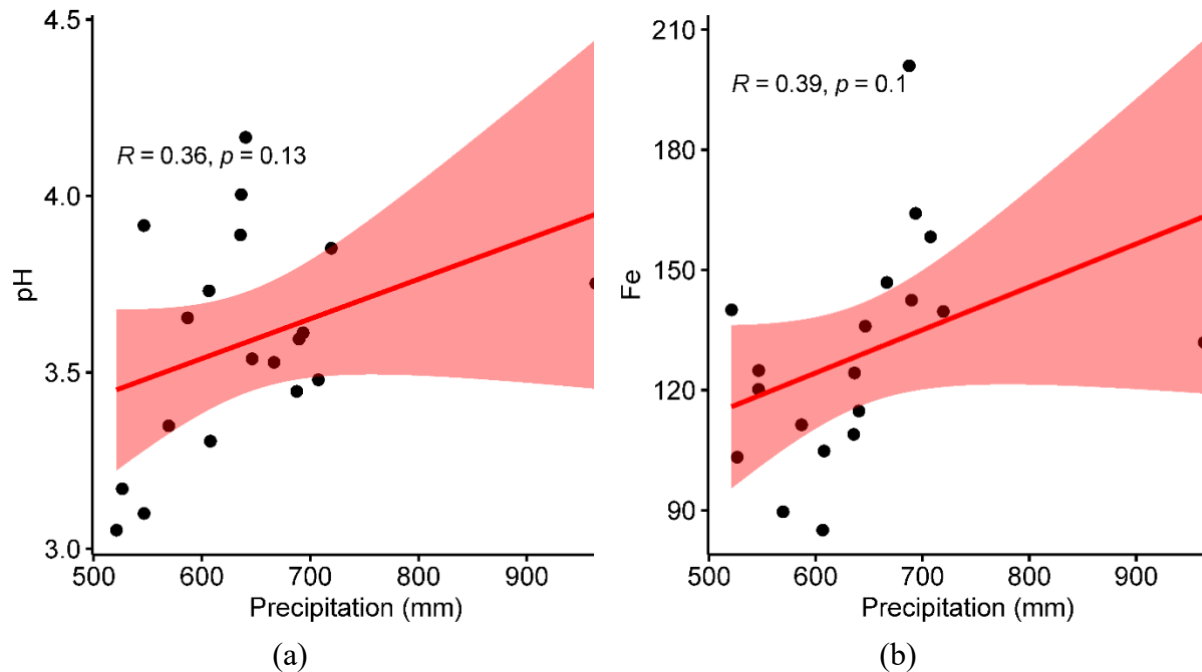 4.5
R = 0.36, p = 0.13
4.0
pH
3.5
3.0
500 600 700 800 900
Precipitation (mm)
(a)
210
R = 0.39, p = 0.1
180
150
Fe
120
90
500 600 700 800 900
Precipitation (mm)
(b)